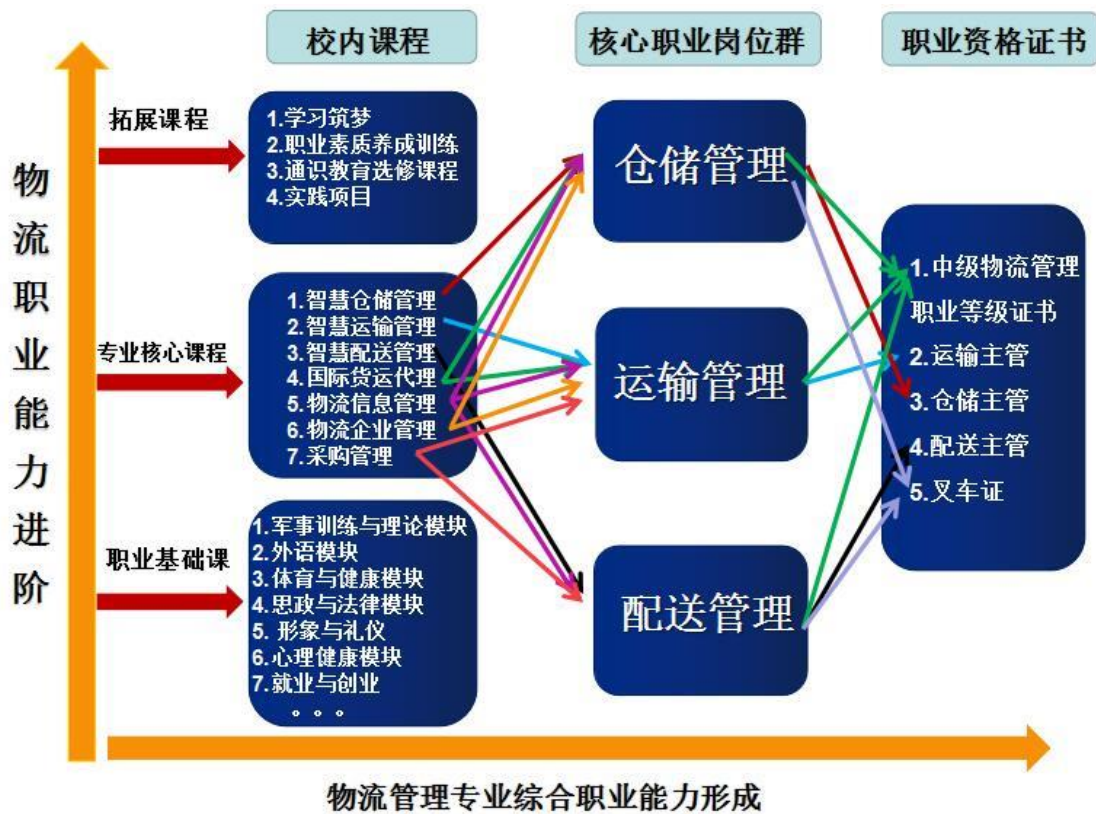 校内课程
核心职业岗位群
职业资格证书
物流职业能力进阶
拓展课程
1.学习筑梦
2.职业素质养成训练
3.通识教育选修课程
4.实践项目
专业核心课程
1.智慧仓储管理
2.智慧运输管理
3.智慧配送管理
4.国际货运代理
5.物流信息管理
6.物流企业管理
7.采购管理
职业基础课
1.军事训练与理论模块
2.外语模块
3.体育与健康模块
4.思政与法律模块
5. 形象与礼仪
6.心理健康模块
7.就业与创业
。。。
仓储管理
运输管理
配送管理
1.中级物流管理
职业等级证书
2.运输主管
3.仓储主管
4.配送主管
5.叉车证
物流管理专业综合职业能力形成